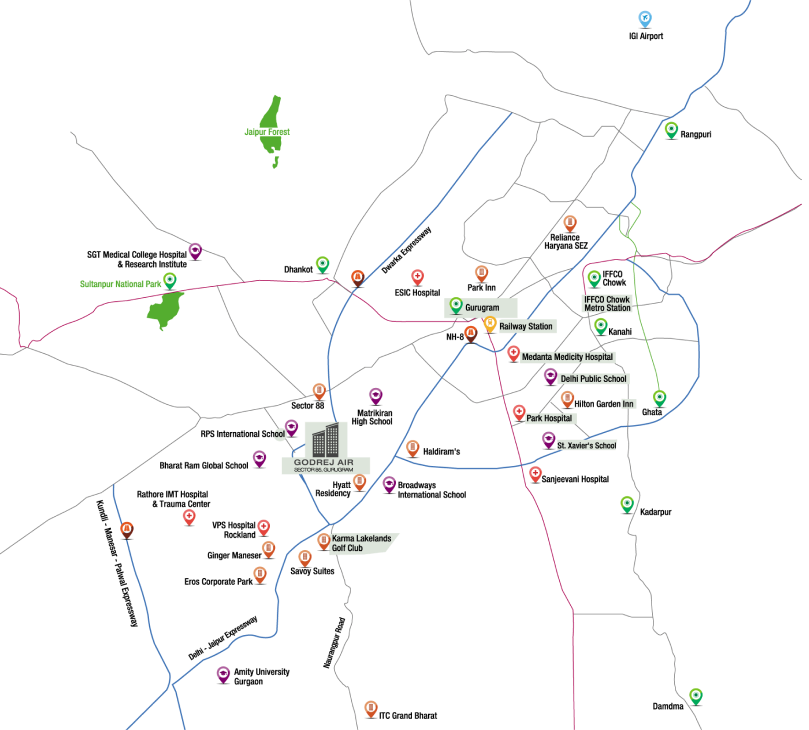 IGI Airport
Jaipur Forest
Rangpuri
Reliance
Haryana SEZ
Dwarka Expressway
SGT Medical College Hospital
& Research Institute
Sultanpur National Park
Dhankot
ESIC Hospital
Park Inn
IFFCO
Chowk
IFFCO Chowk
Metro Station
Gurugram
Railway Station
Kanahi
NH-8
Medanta Medicity Hospital
Delhi Public School
Sector 88
Matrikiran
High School
Hilton Garden Inn
Ghata
Park Hospital
RPS International School
St. Xavier's School
Haldiram's
GODREJ AIR
SECTOR 85, GURUGRAM
Bharat Ram Global School
Sanjeevani Hospital
Hyatt
Residency
Broadways
International School
Rathore IMT Hospital
& Trauma Center
Kadarpur
Kundli - Manesar - Palwal Expressway
VPS Hospital
Rockland
Karma Lakelands
Golf Club
Ginger Maneser
Savoy Suites
Eros Corporate Park
Delhi - Jaipur Expressway
Naurangpur Road
Amity University
Gurgaon
Damdma
ITC Grand Bharat